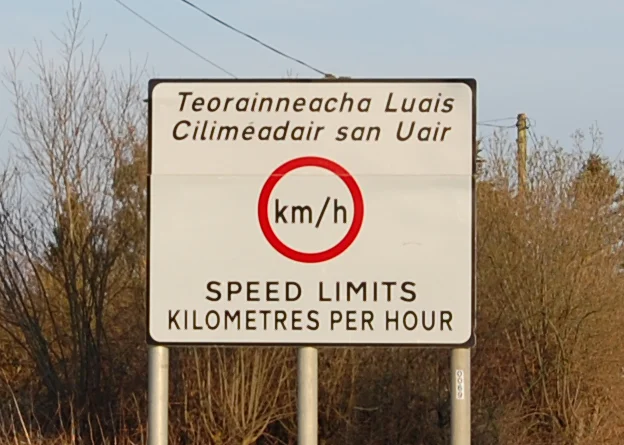 Teorainneacha Luais
Ciliméadair san Uair
km/h
SPEED LIMITS
KILOMETRES PER HOUR